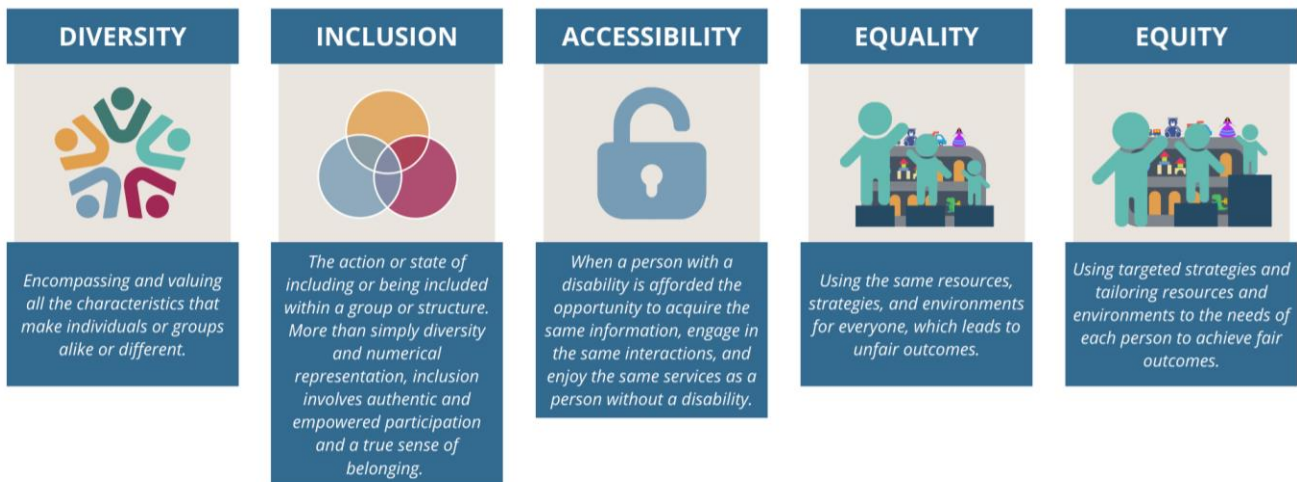 DIVERSITY
Encompassing and valuing
all the characteristics that
make individuals or groups
alike or different.
INCLUSION
The action or state of
including or being included
within a group or structure.
More than simply diversity
and numerical
representation, inclusion
involves authentic and
empowered participation
and a true sense of
belonging.
ACCESSIBILITY
When a person with a
disability is afforded the
opportunity to acquire the
same information, engage in
the same interactions, and
enjoy the same services as a
person without a disability.
EQUALITY
Using the same resources,
strategies, and environments
for everyone, which leads to
unfair outcomes.
EQUITY
Using targeted strategies and
tailoring resources and
environments to the needs of
each person to achieve fair
outcomes.